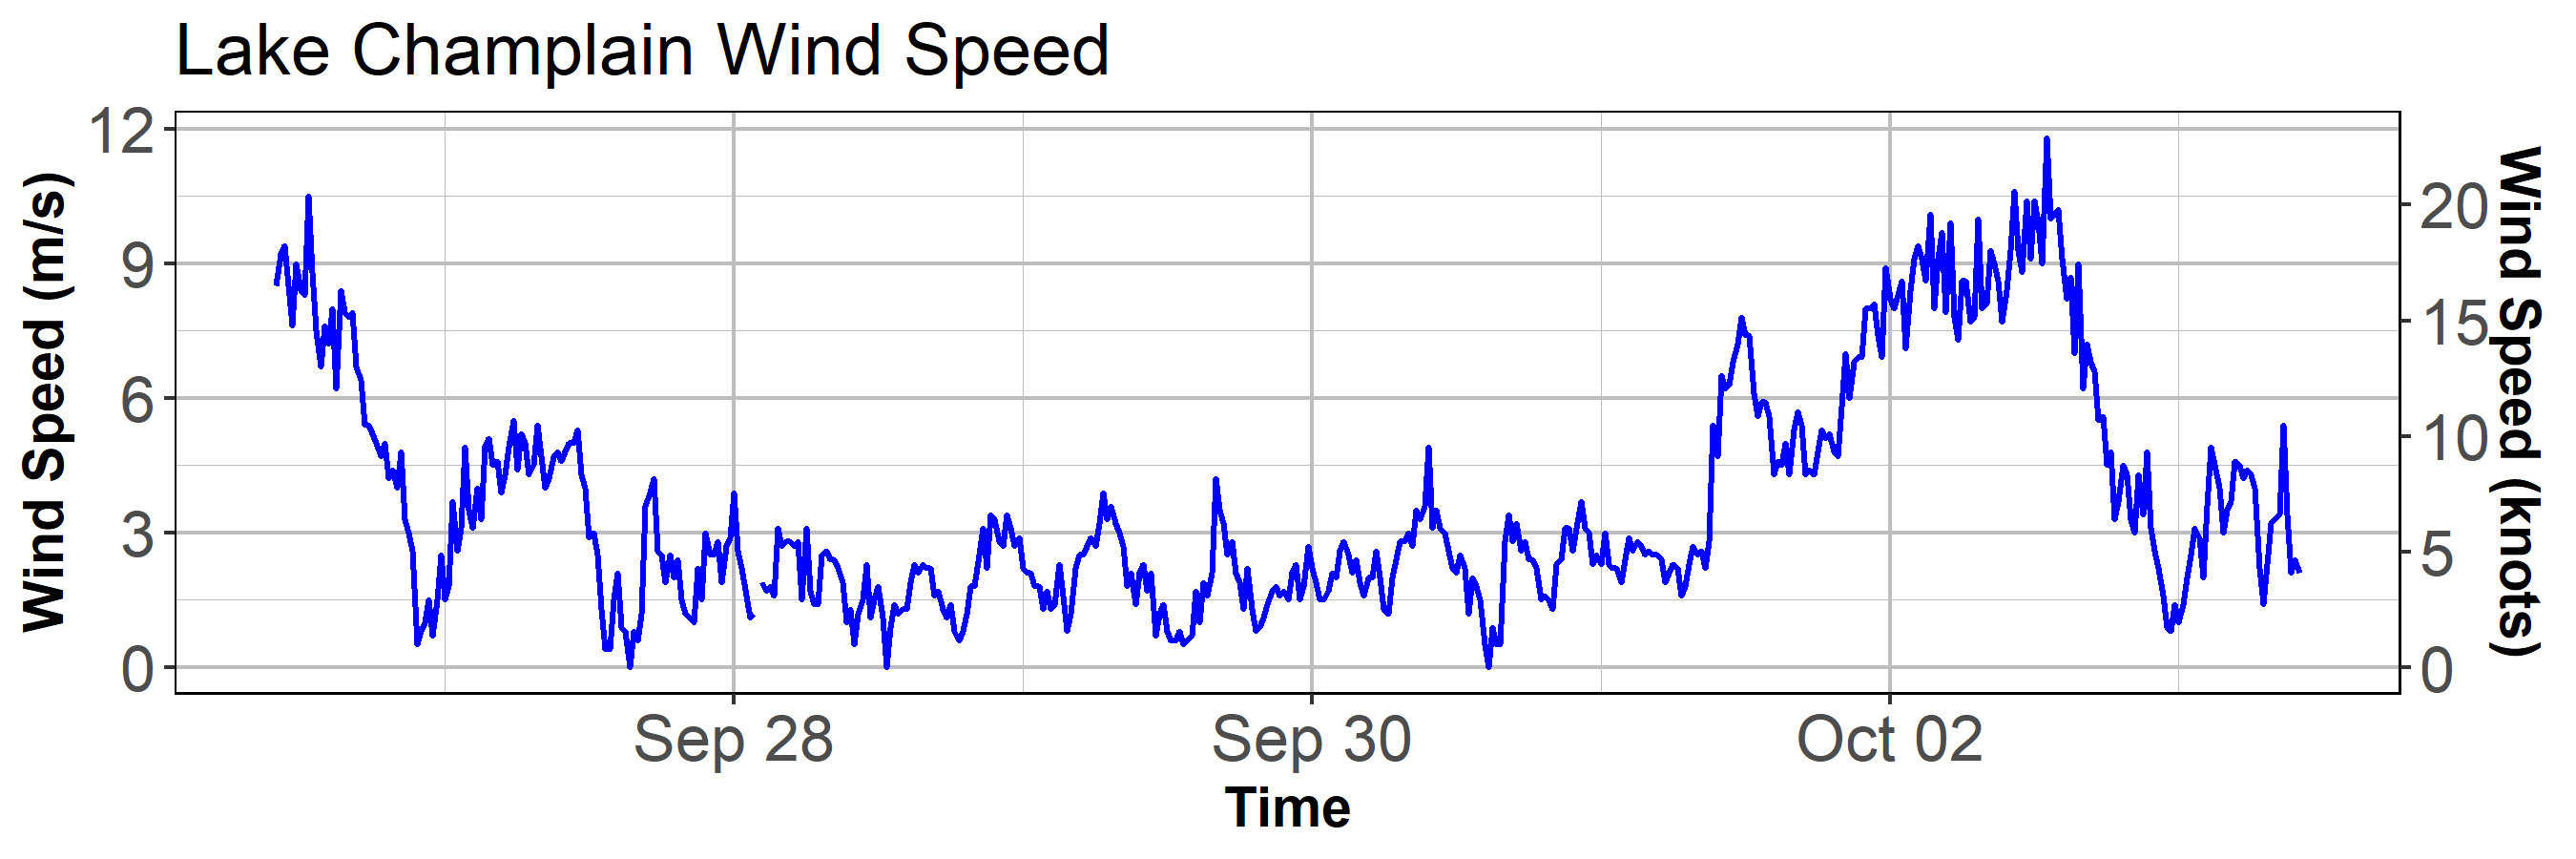 Lake Champlain Wind Speed
Wind Speed (m/s)
12
9
6
3
0
20
15
10
5
0
Wind Speed (knots)
Sep 28
Sep 30
Oct 02
Time